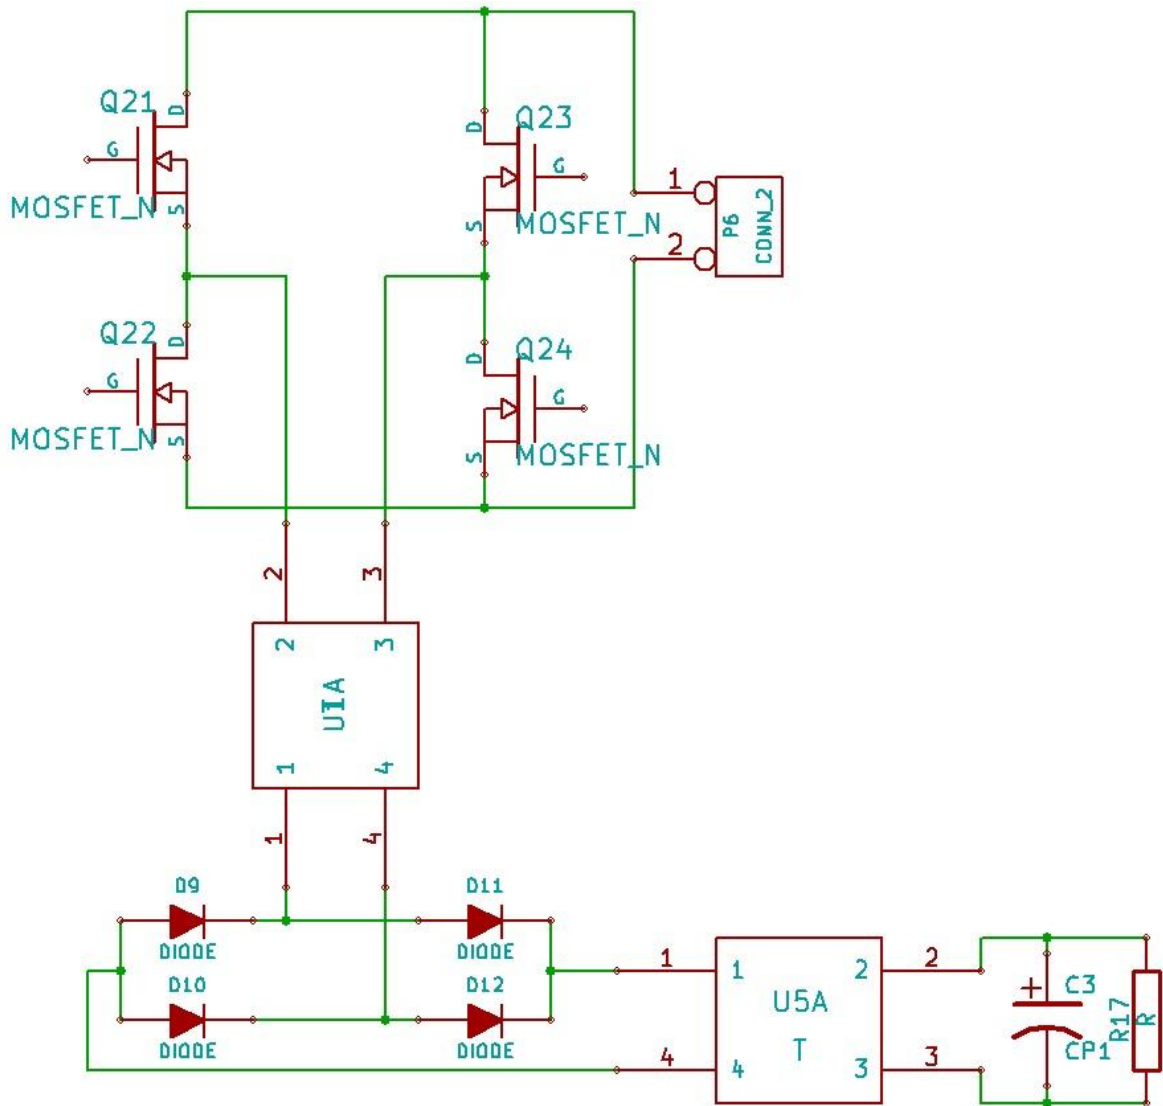 Q21
D
G
MOSFET_N
S
Q23
D
G
MOSFET_N
S
1
2
P6
CONN_2
Q22
D
G
MOSFET_N
S
Q24
D
G
MOSFET_N
S
2
3
2
3
U1A
1
4
1
4
D9
DIODE
D11
DIODE
D10
DIODE
D12
DIODE
1
4
1
2
U5A
T
4
3
2
3
+
C3
CP1
R17
R